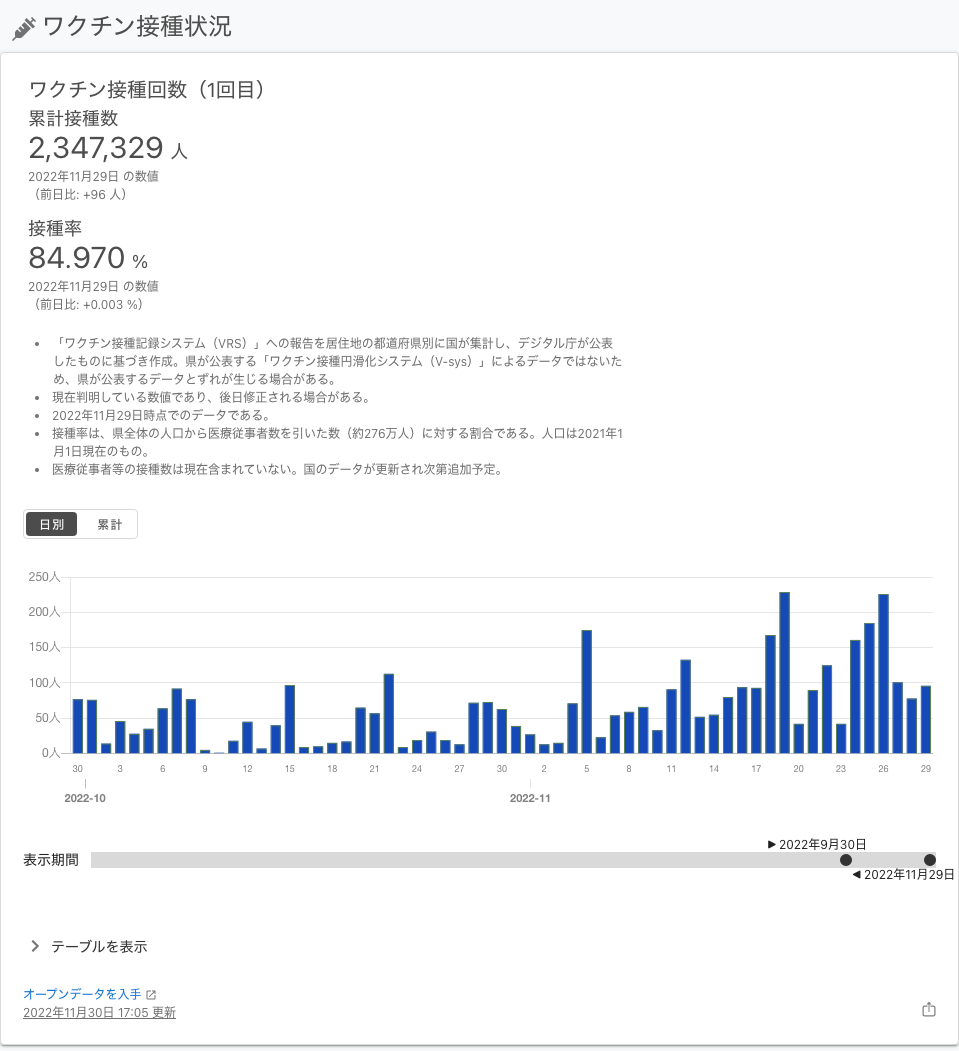 ワクチン接種状況
ワクチン接種回数（1回目）
累計接種数
2,347,329 人
2022年11月29日 の数値
（前日比: +96 人）
接種率
84.970 %
2022年11月29日 の数値
（前日比: +0.003 %）
• 「ワクチン接種記録システム（VRS）」への報告を居住地の都道府県別に国が集計し、デジタル庁が公表
したものに基づき作成。県が公表する「ワクチン接種円滑化システム（V-sys）」によるデータではないた
め、県が公表するデータとずれが生じる場合がある。
• 現在判明している数値であり、後日修正される場合がある。
• 2022年11月29日時点でのデータである。
• 接種率は、県全体の人口から医療従事者数を引いた数（約276万人）に対する割合である。人口は2021年1
月1日現在のもの。
• 医療従事者等の接種数は現在含まれていない。国のデータが更新され次第追加予定。
日別 累計
250人
200人
150人
100人
50人
0人
30 3 6 9 12 15 18 21 24 27 30 2 5 8 11 14 17 20 23 26 29
2022-10 2022-11
▶ 2022年9月30日
表示期間
◀ 2022年11月29日
テーブルを表示
オープンデータを入手
2022年11月30日 17:05 更新